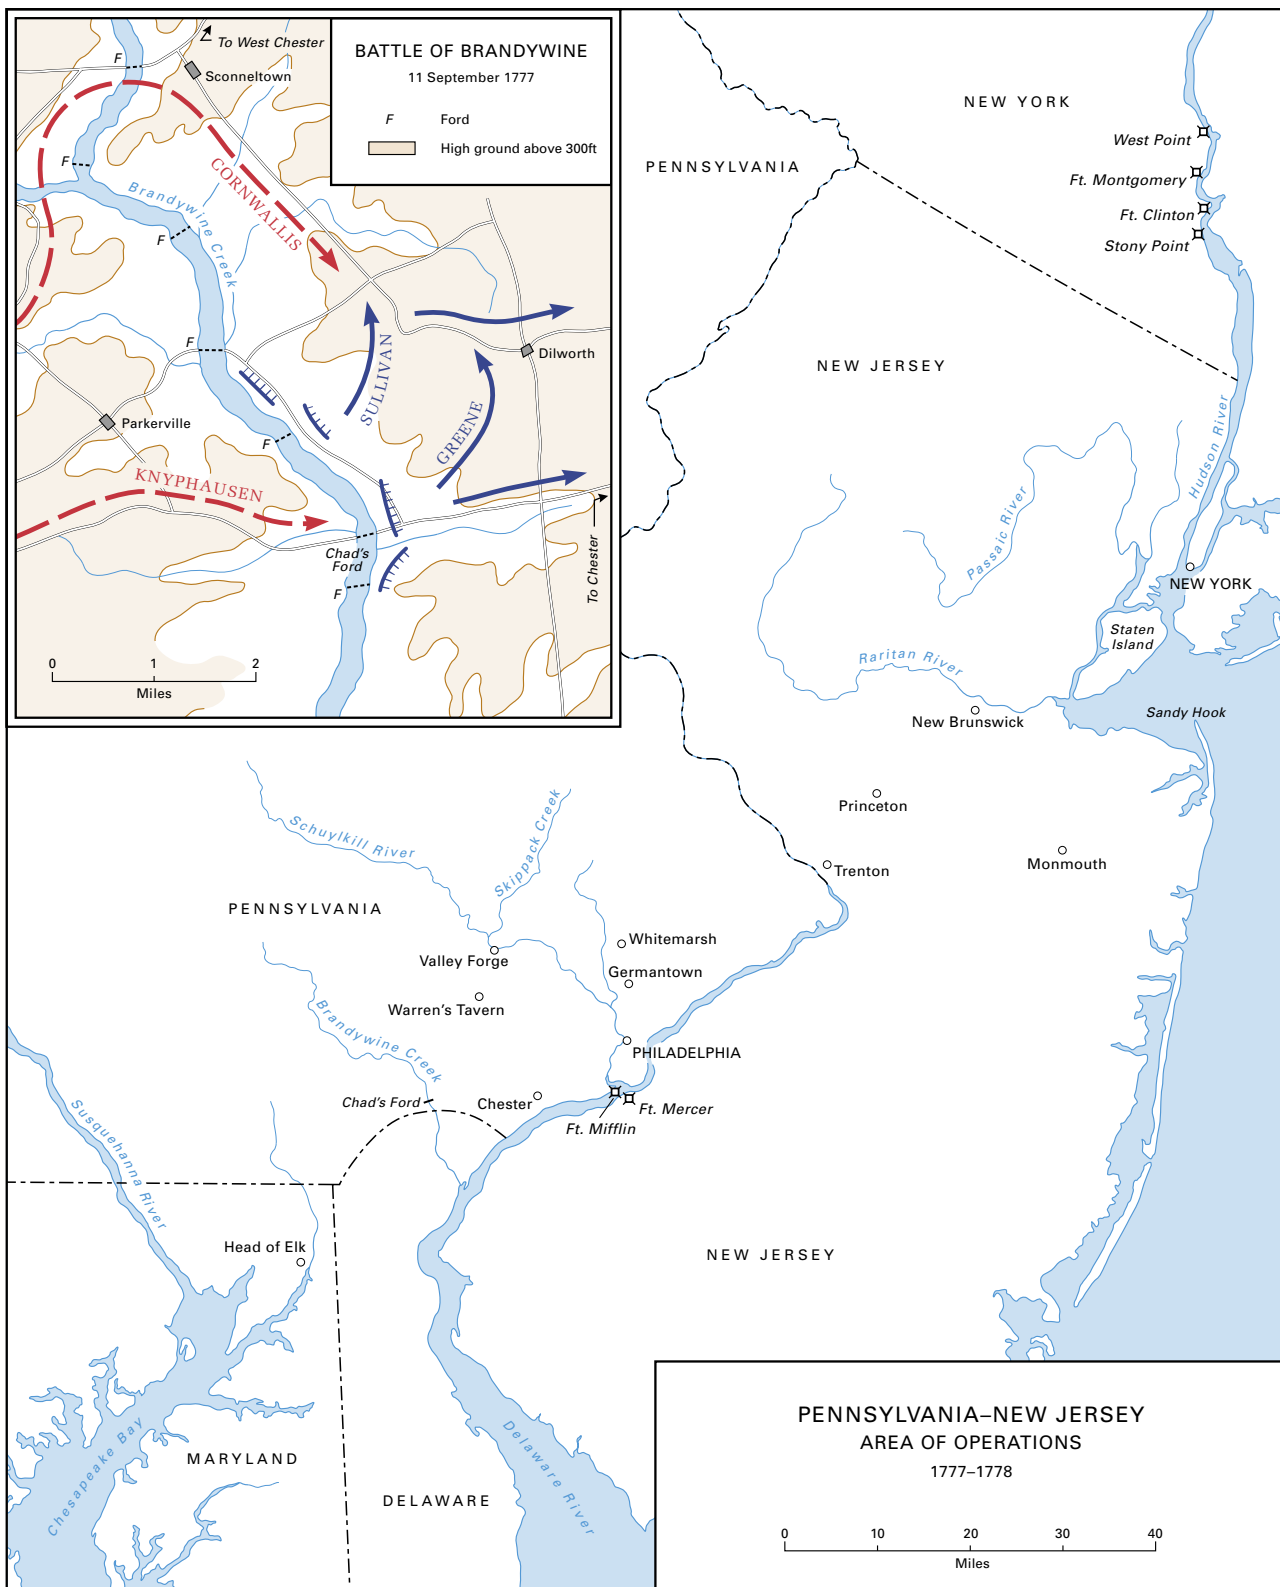 To West Chester
Sconneltown
BATTLE OF BRANDYWINE
11 September 1777
F Ford
High ground above 300ft
F
F
F
F
F
F
CORNWALLIS
Brandywine Creek
SULLIVAN
GREENE
Dilworth
Parkerville
KNYPHAUSEN
Chad's
Ford
To Chester
0 1 2
Miles
NEW YORK
PENNSYLVANIA
West Point
Ft. Montgomery
Ft. Clinton
Stony Point
NEW JERSEY
Hudson River
Passaic River
NEW YORK
Staten
Island
Raritan River
New Brunswick
Sandy Hook
Princeton
Monmouth
Trenton
Schuylkill River
Skippack Creek
PENNSYLVANIA
Whitemarsh
Valley Forge
Germantown
Warren's Tavern
Brandywine Creek
PHILADELPHIA
Chad's Ford
Chester
Ft. Mercer
Ft. Mifflin
Susquehanna River
Head of Elk
NEW JERSEY
Chesapeake Bay
MARYLAND
DELAWARE
Delaware River
PENNSYLVANIA–NEW JERSEY
AREA OF OPERATIONS
1777–1778
0 10 20 30 40
Miles